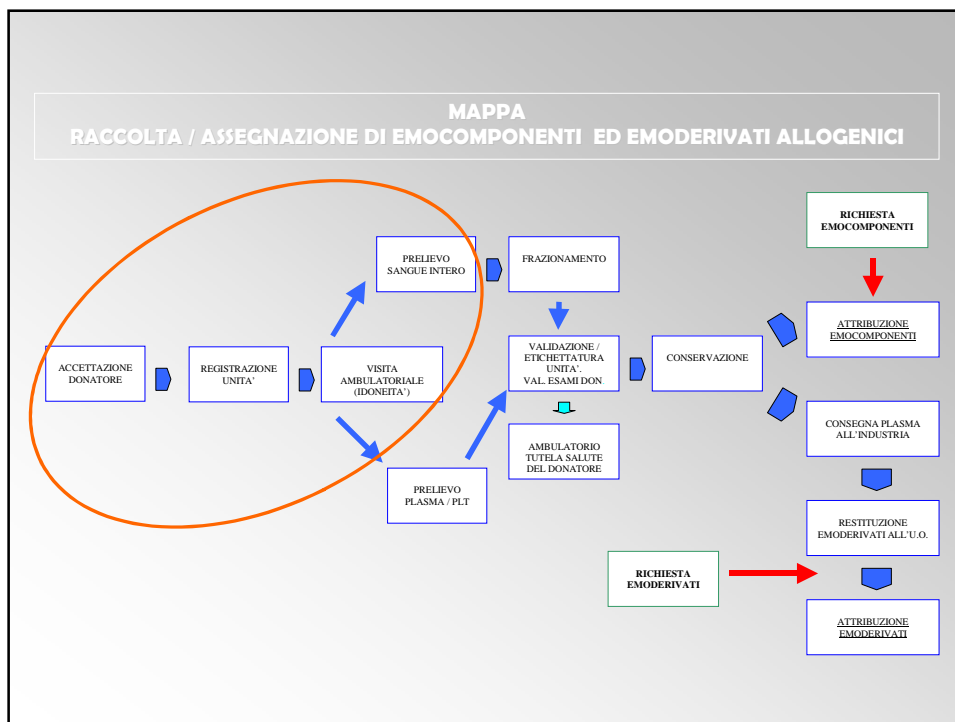 MAPPA
RACCOLTA / ASSEGNAZIONE DI EMOCOMPONENTI ED EMODERIVATI ALLOGENICI
RICHIESTA
EMOCOMPONENTI
PRELIEVO
SANGUE INTERO
FRAZIONAMENTO
ATTRIBUZIONE
EMOCOMPONENTI
ACCETTAZIONE
DONATORE
REGISTRAZIONE
UNITA'
VISITA
AMBULATORIALE
(IDONEITA')
VALIDAZIONE /
ETICHETTATURA
UNITA'.
VAL. ESAMI DON.
CONSERVAZIONE
CONSEGNA PLASMA
ALL'INDUSTRIA
AMBULATORIO
TUTELA SALUTE
DEL DONATORE
PRELIEVO
PLASMA / PLT
RESTITUZIONE
EMODERIVATI ALL'U.O.
RICHIESTA
EMODERIVATI
ATTRIBUZIONE
EMODERIVATI